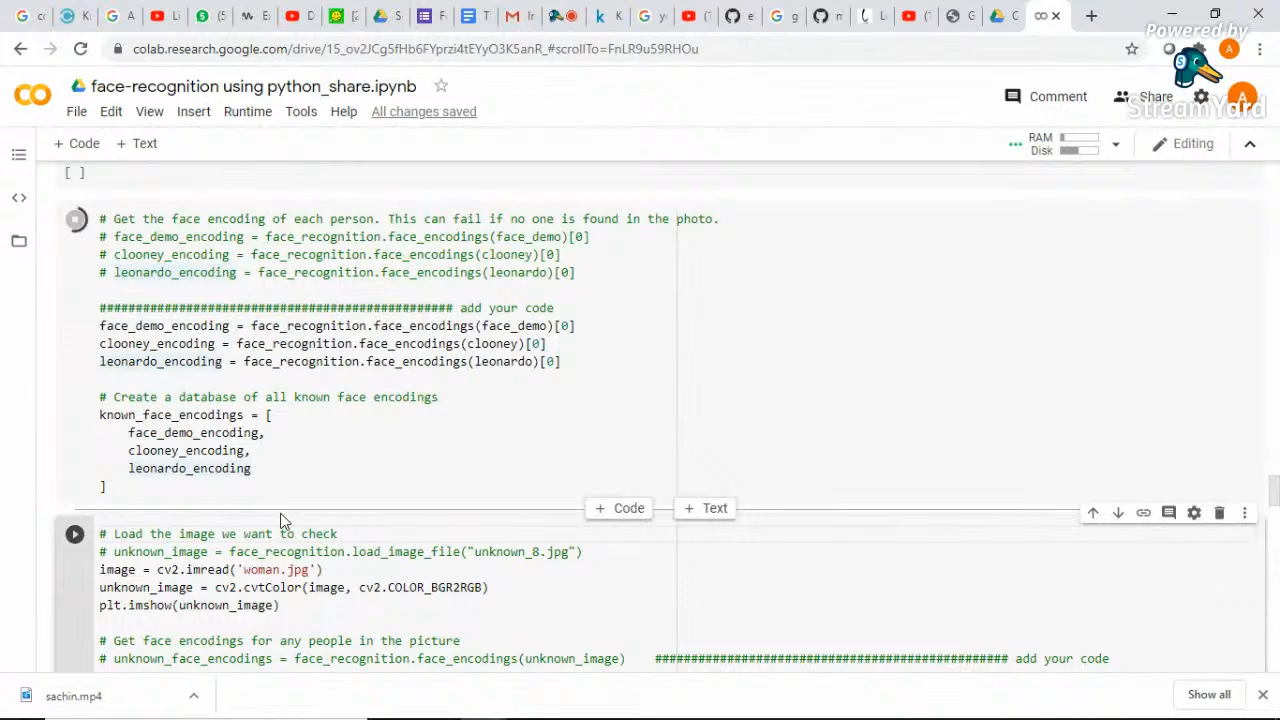 colab.research.google.com/drive/15_ov2JCg5fHb6FYprzi4tEYyO3K5anR_#scrollTo=FnLR9u59RHOu
Powered by
StreamYard
face-recognition using python_share.ipynb
Comment
Share
File Edit View Insert Runtime Tools Help All changes saved
+ Code + Text
RAM
Disk
Editing
[ ]
# Get the face encoding of each person. This can fail if no one is found in the photo.
# face_demo_encoding = face_recognition.face_encodings(face_demo)[0]
# clooney_encoding = face_recognition.face_encodings(clooney)[0]
# leonardo_encoding = face_recognition.face_encodings(leonardo)[0]
################################################# add your code
face_demo_encoding = face_recognition.face_encodings(face_demo)[0]
clooney_encoding = face_recognition.face_encodings(clooney)[0]
leonardo_encoding = face_recognition.face_encodings(leonardo)[0]
# Create a database of all known face encodings
known_face_encodings = [
face_demo_encoding,
clooney_encoding,
leonardo_encoding
]
+ Code + Text
# Load the image we want to check
# unknown_image = face_recognition.load_image_file("unknown_8.jpg")
image = cv2.imread('woman.jpg')
unknown_image = cv2.cvtColor(image, cv2.COLOR_BGR2RGB)
plt.imshow(unknown_image)
# Get face encodings for any people in the picture
# unknown_face_encodings = face_recognition.face_encodings(unknown_image) ################################################# add your code
sachin.mp4
Show all